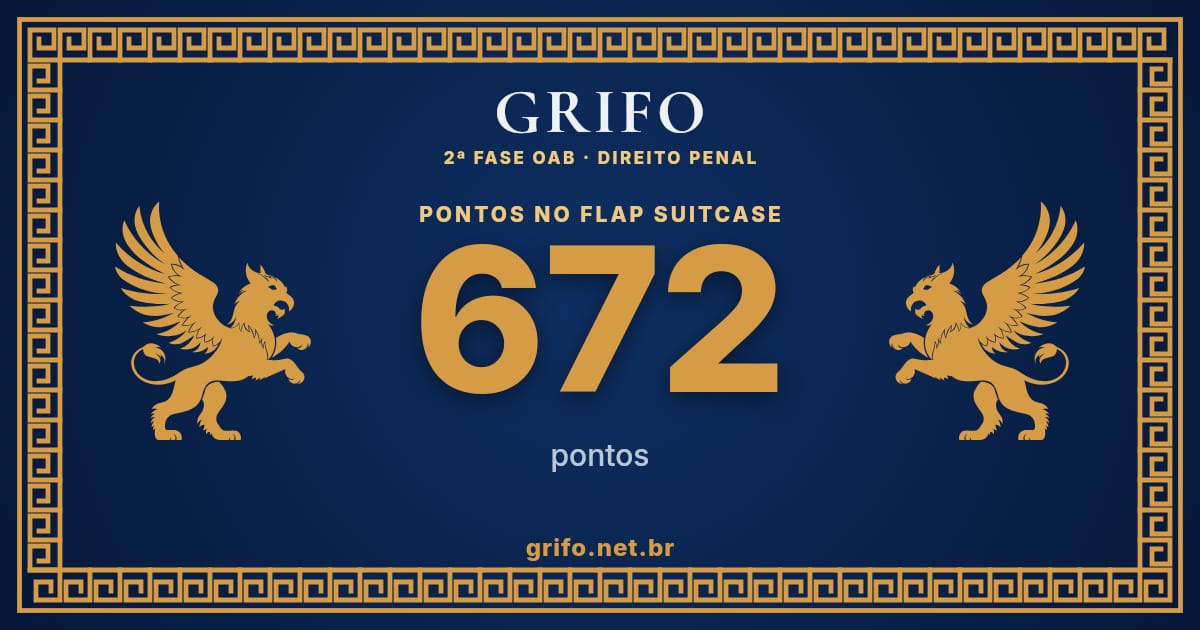 GRIFO
2ª FASE OAB · DIREITO PENAL
PONTOS NO FLAP SUITCASE
672
pontos
grifo.net.br